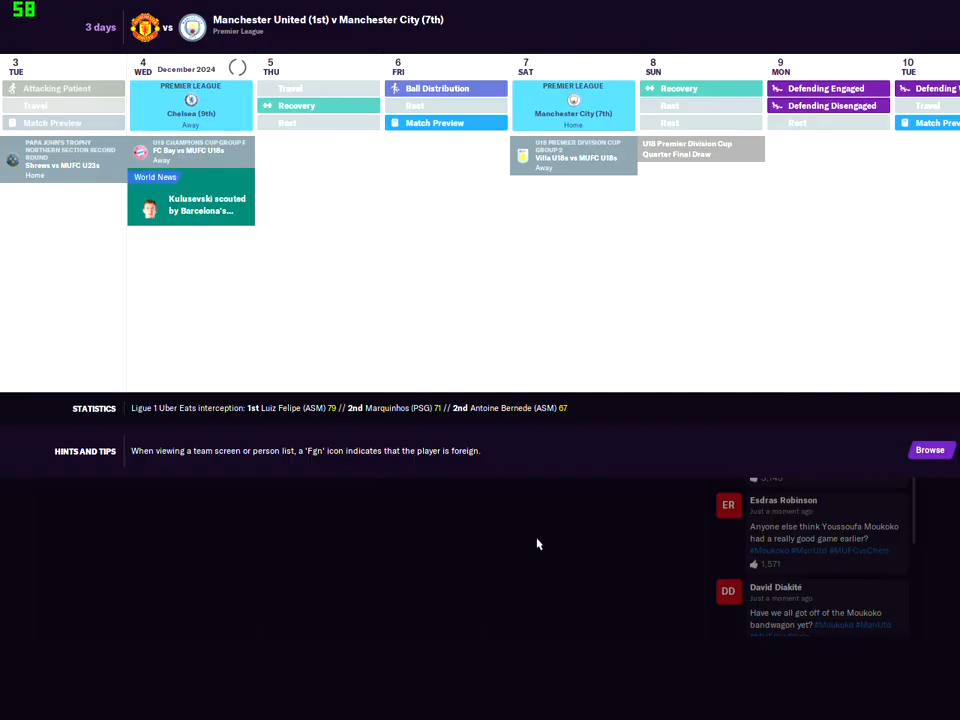 58
3 days
vs
Manchester United (1st) v Manchester City (7th)
Premier League
3
TUE
4
WED
December 2024
5
THU
6
FRI
7
SAT
8
SUN
9
MON
10
TUE
Attacking Patient
Travel
Match Preview
PREMIER LEAGUE
Chelsea (9th)
Away
Travel
Recovery
Rest
Ball Distribution
Rest
Match Preview
PREMIER LEAGUE
Manchester City (7th)
Home
Recovery
Rest
Rest
Defending Engaged
Defending Disengaged
Rest
Defending
Travel
Match Prev
PAPA JOHN'S TROPHY
NORTHERN SECTION SECOND
ROUND
Shrews vs MUFC U23s
Home
U19 CHAMPIONS CUP GROUP F
FC Bay vs MUFC U18s
Away
World News
Kulusevski scouted
by Barcelona's...
U18 PREMIER DIVISION CUP
GROUP 2
Villa U18s vs MUFC U18s
Away
U18 Premier Division Cup
Quarter Final Draw
STATISTICS
Ligue 1 Uber Eats interception: 1st Luiz Felipe (ASM) 79 // 2nd Marquinhos (PSG) 71 // 2nd Antoine Bernede (ASM) 67
HINTS AND TIPS
When viewing a team screen or person list, a 'Fgn' icon indicates that the player is foreign.
Browse
ER
Esdras Robinson
Just a moment ago
Anyone else think Youssoufa Moukoko
had a really good game earlier?
#Moukoko #ManUtd #MUFCvsChels
1,571
DD
David Diakité
Just a moment ago
Have we all got off of the Moukoko
bandwagon yet? #Moukoko #ManUtd